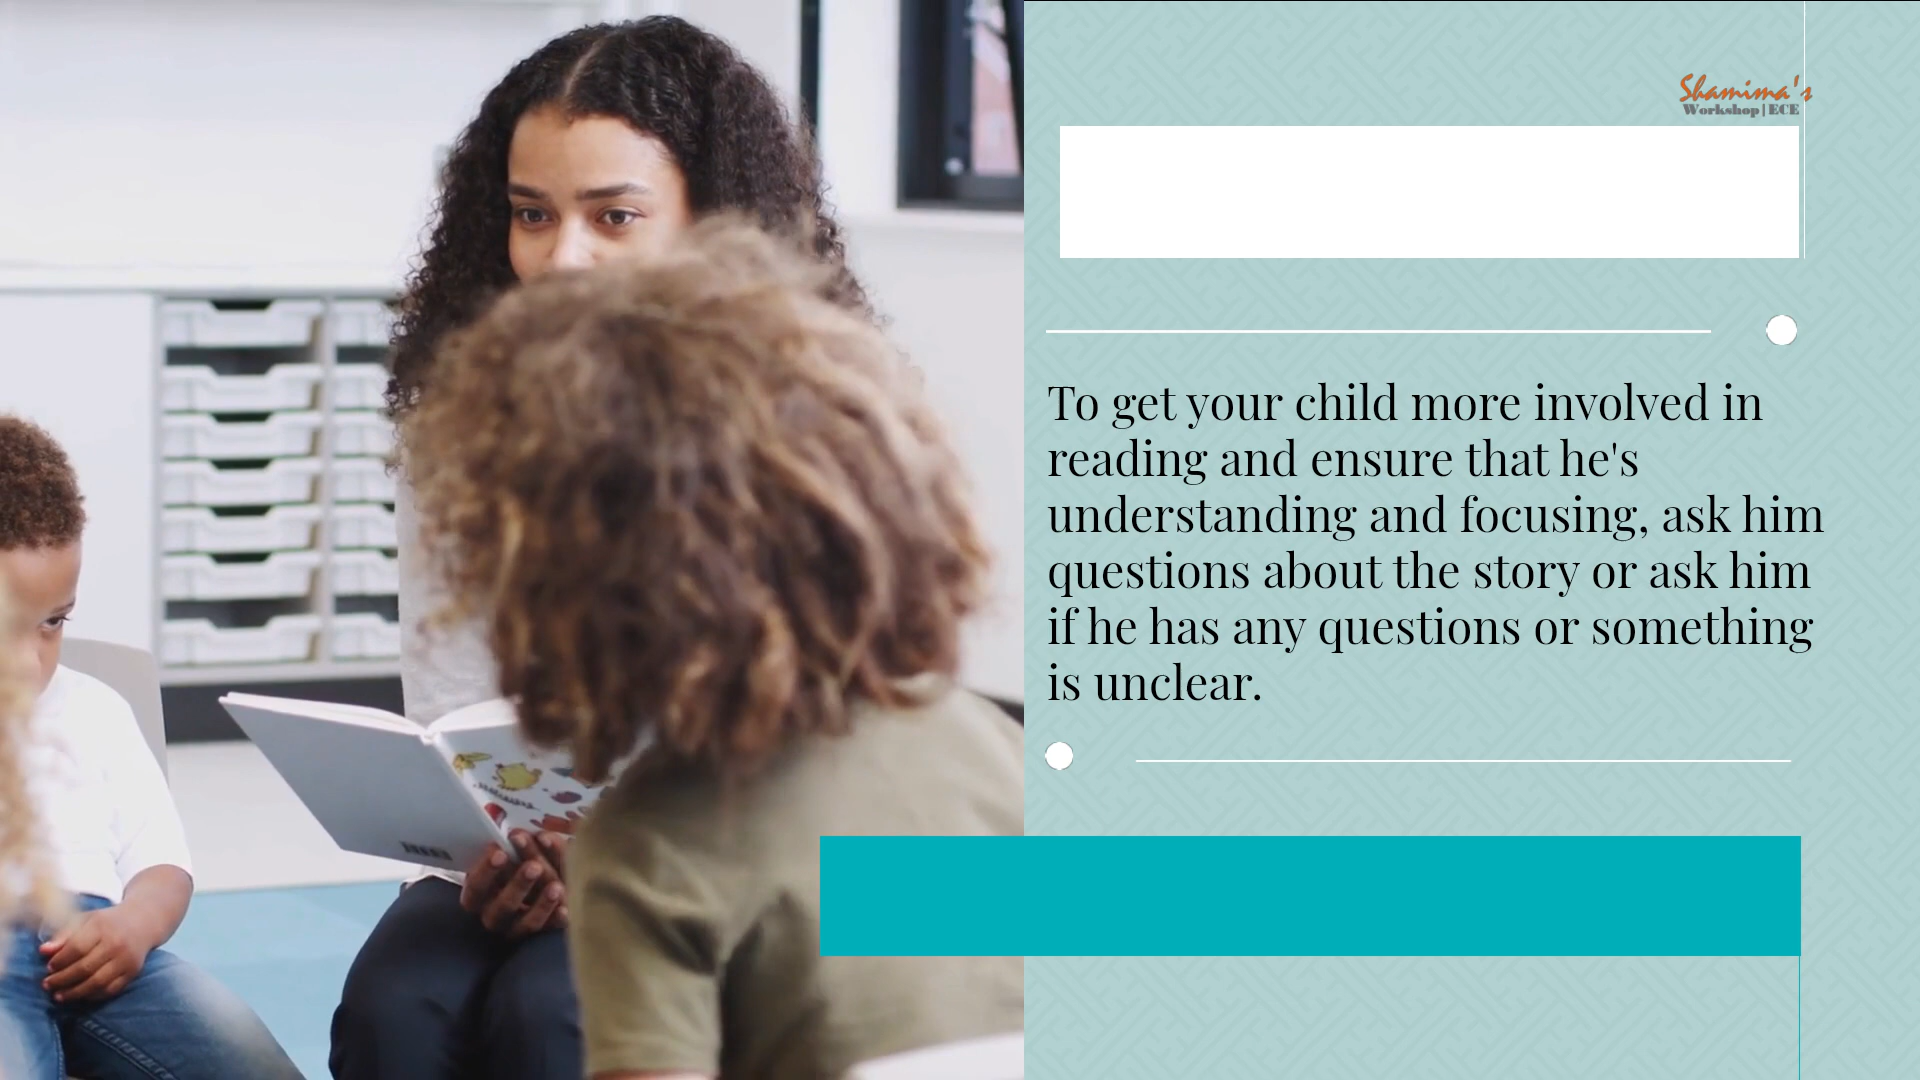 Shamima's
Workshop|ECE
To get your child more involved in
reading and ensure that he's
understanding and focusing, ask him
questions about the story or ask him
if he has any questions or something
is unclear.